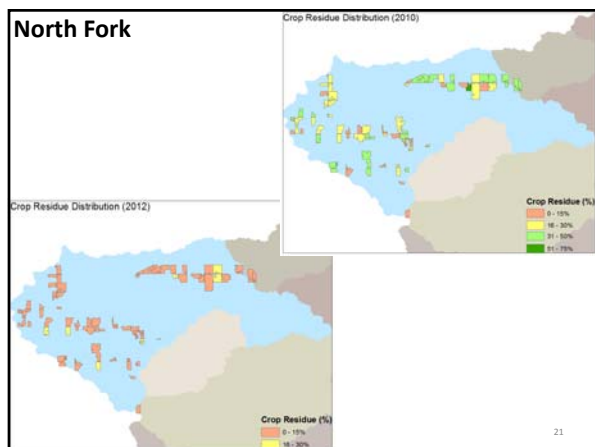 North Fork
Crop Residue Distribution (2010)
Crop Residue (%)
0 - 15%
16 - 30%
31 - 50%
51 - 75%
Crop Residue Distribution (2012)
Crop Residue (%)
0 - 15%
16 - 30%
21